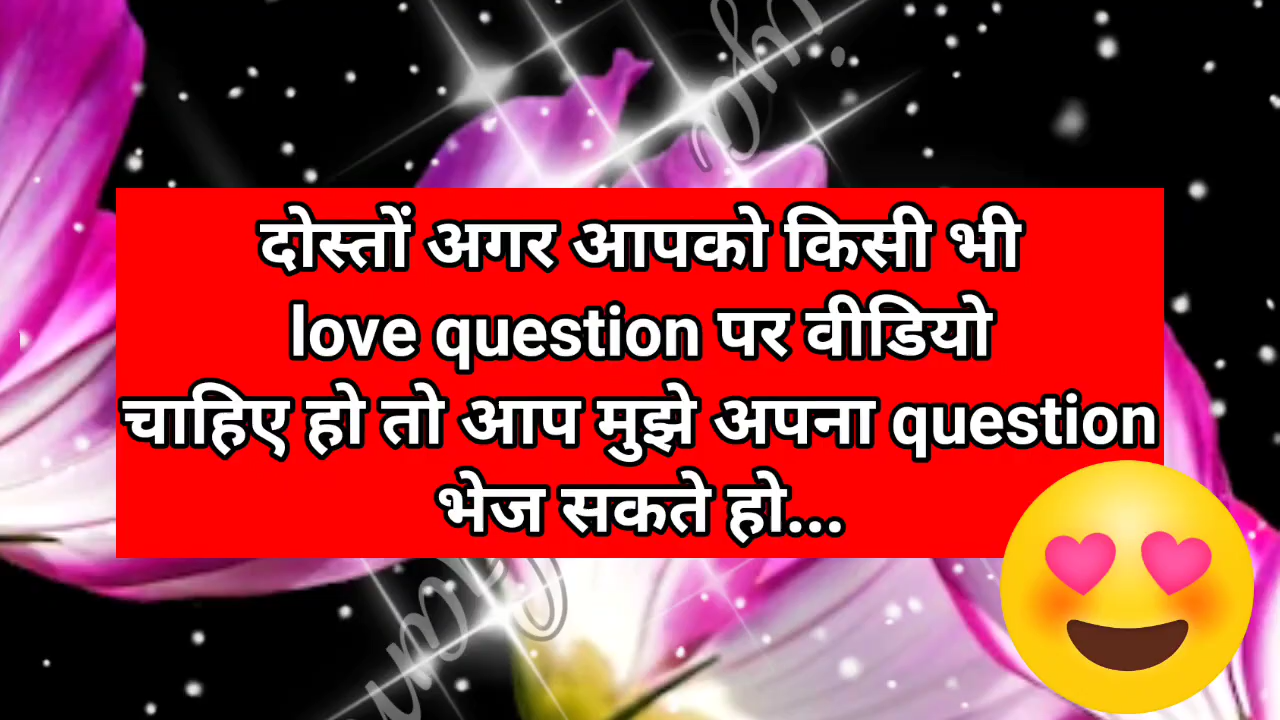 दोस्तों अगर आपको किसी भी
love question पर वीडियो
चाहिए हो तो आप मुझे अपना question
भेज सकते हो...